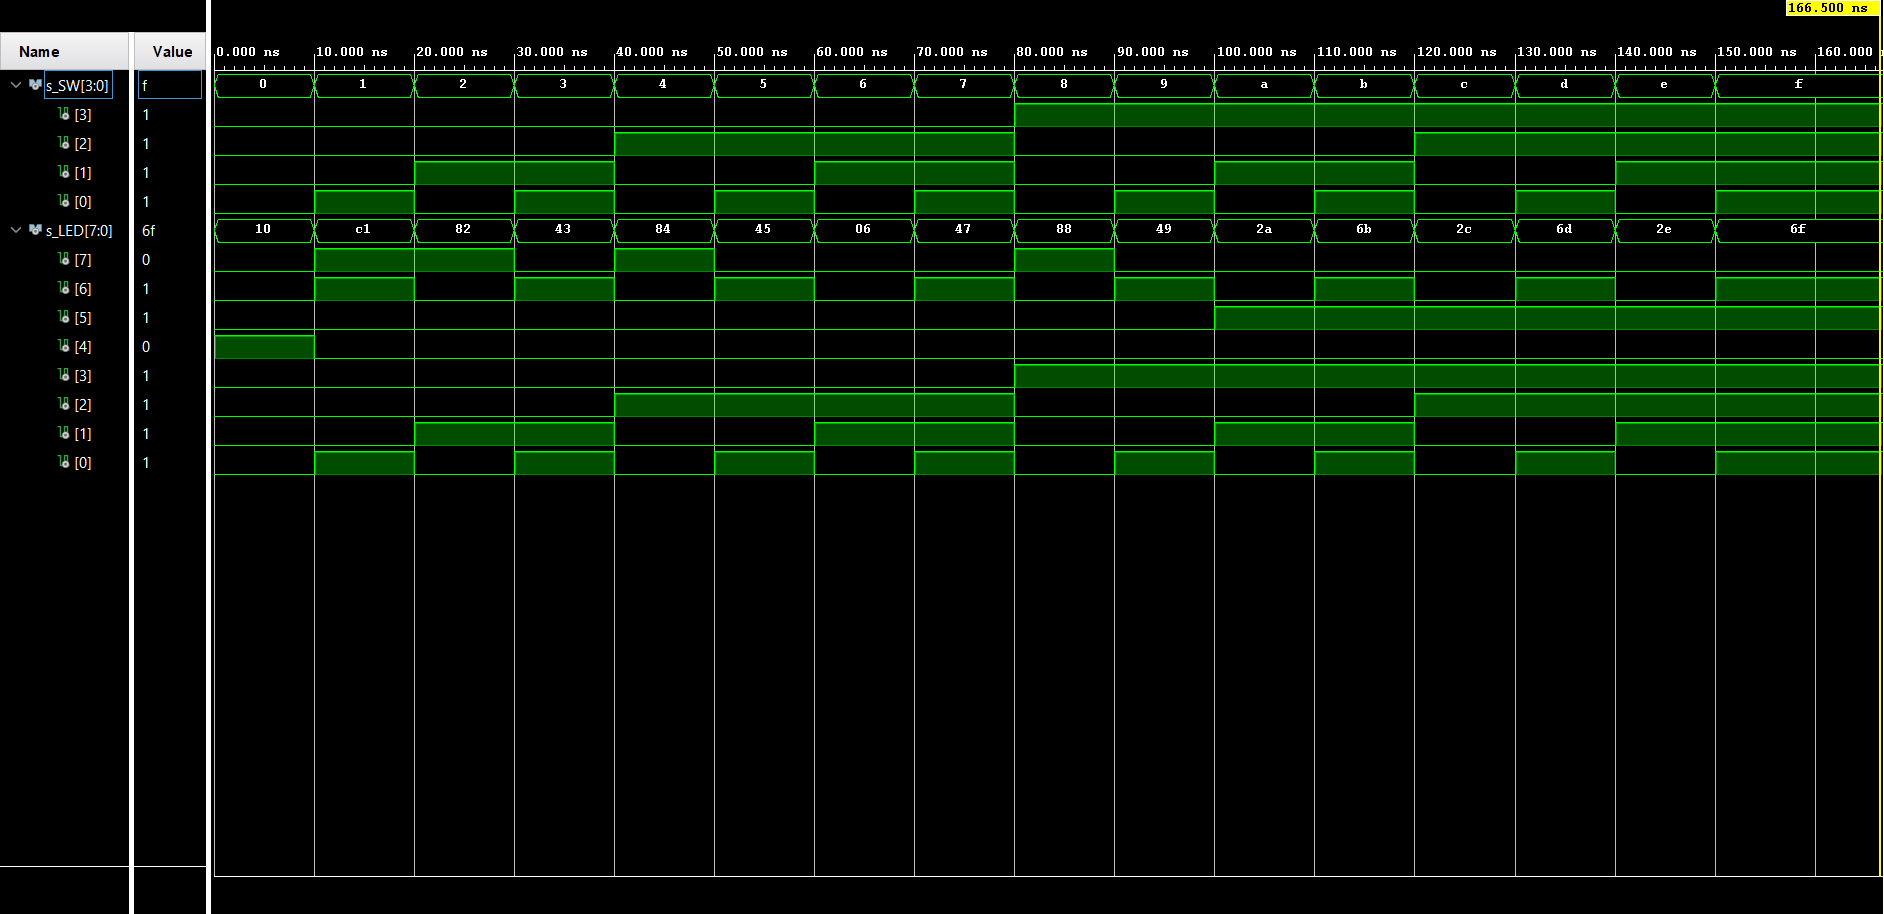 166.500 ns
Name Value
0.000 ns 10.000 ns 20.000 ns 30.000 ns 40.000 ns 50.000 ns 60.000 ns 70.000 ns 80.000 ns 90.000 ns 100.000 ns 110.000 ns 120.000 ns 130.000 ns 140.000 ns 150.000 ns 160.000
s_SW[3:0] f 0 1 2 3 4 5 6 7 8 9 a b c d e f
[3] 1
[2] 1
[1] 1
[0] 1
s_LED[7:0] 6f 10 c1 82 43 84 45 06 47 88 49 2a 6b 2c 6d 2e 6f
[7] 0
[6] 1
[5] 1
[4] 0
[3] 1
[2] 1
[1] 1
[0] 1